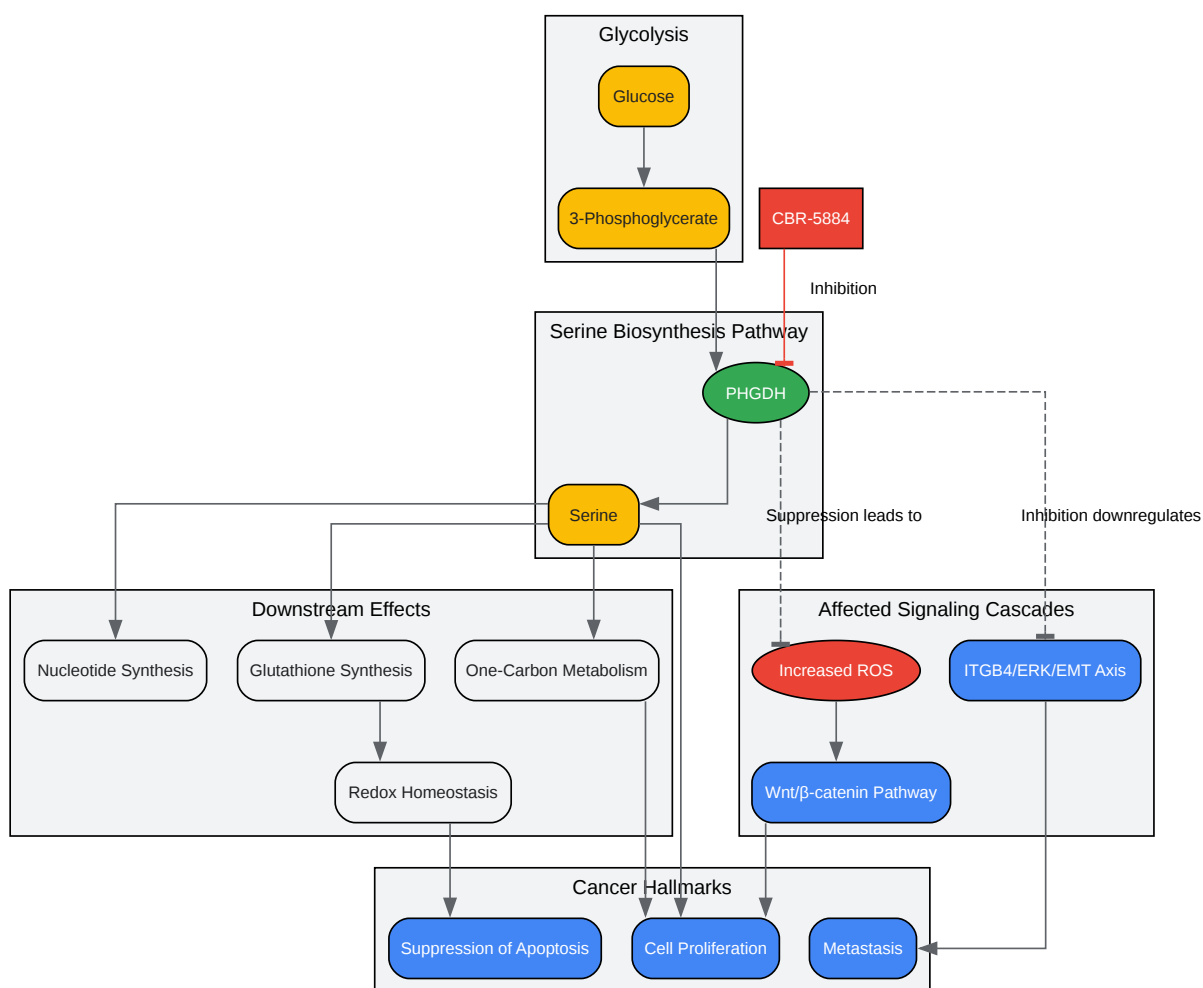 Glycolysis
Glucose
3-Phosphoglycerate
CBR-5884
Inhibition
Serine Biosynthesis Pathway
PHGDH
Serine
Suppression leads to
Inhibition downregulates
Downstream Effects
Affected Signaling Cascades
Nucleotide Synthesis
Glutathione Synthesis
One-Carbon Metabolism
Increased ROS
ITGB4/ERK/EMT Axis
Redox Homeostasis
Wnt/β-catenin Pathway
Cancer Hallmarks
Suppression of Apoptosis
Cell Proliferation
Metastasis